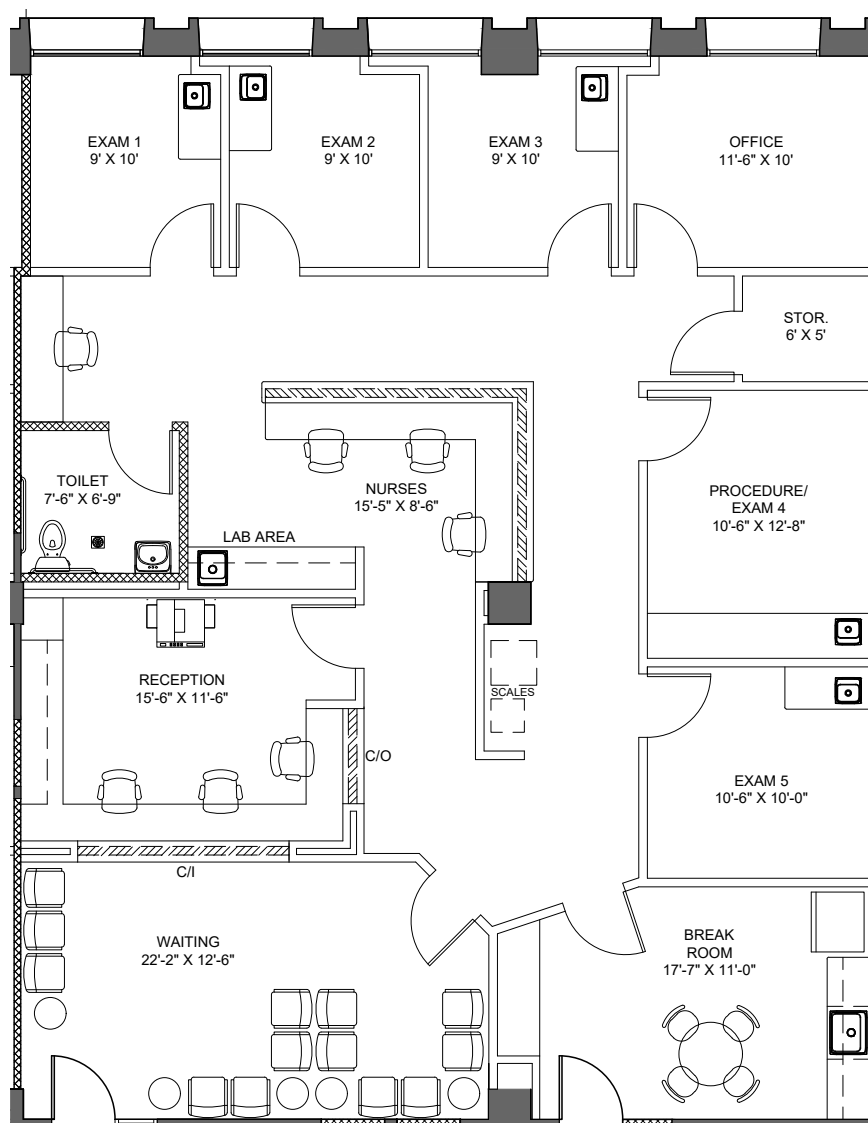 EXAM 1
9' X 10'
EXAM 2
9' X 10'
EXAM 3
9' X 10'
OFFICE
11'-6" X 10'
STOR.
6' X 5'
TOILET
7'-6" X 6'-9"
NURSES
15'-5" X 8'-6"
PROCEDURE/
EXAM 4
10'-6" X 12'-8"
LAB AREA
RECEPTION
15'-6" X 11'-6"
SCALES
C/O
EXAM 5
10'-6" X 10'-0"
C/I
WAITING
22'-2" X 12'-6"
BREAK
ROOM
17'-7" X 11'-0"